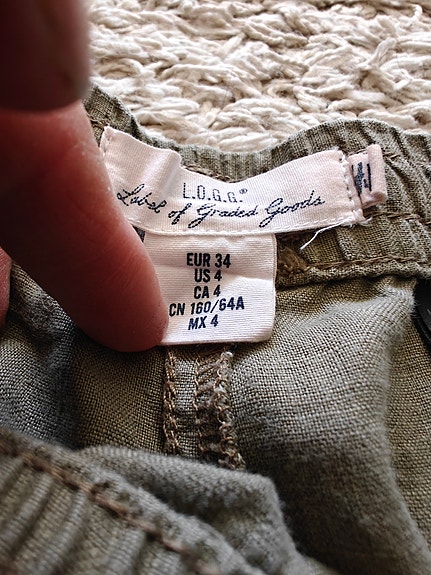 L.O.G.G.®
Label of Graded Goods
EUR 34
US 4
CA 4
CN 160/64A
MX 4